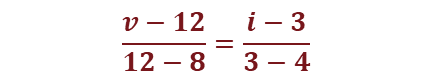 v − 12 / 12 − 8 = i − 3 / 3 − 4